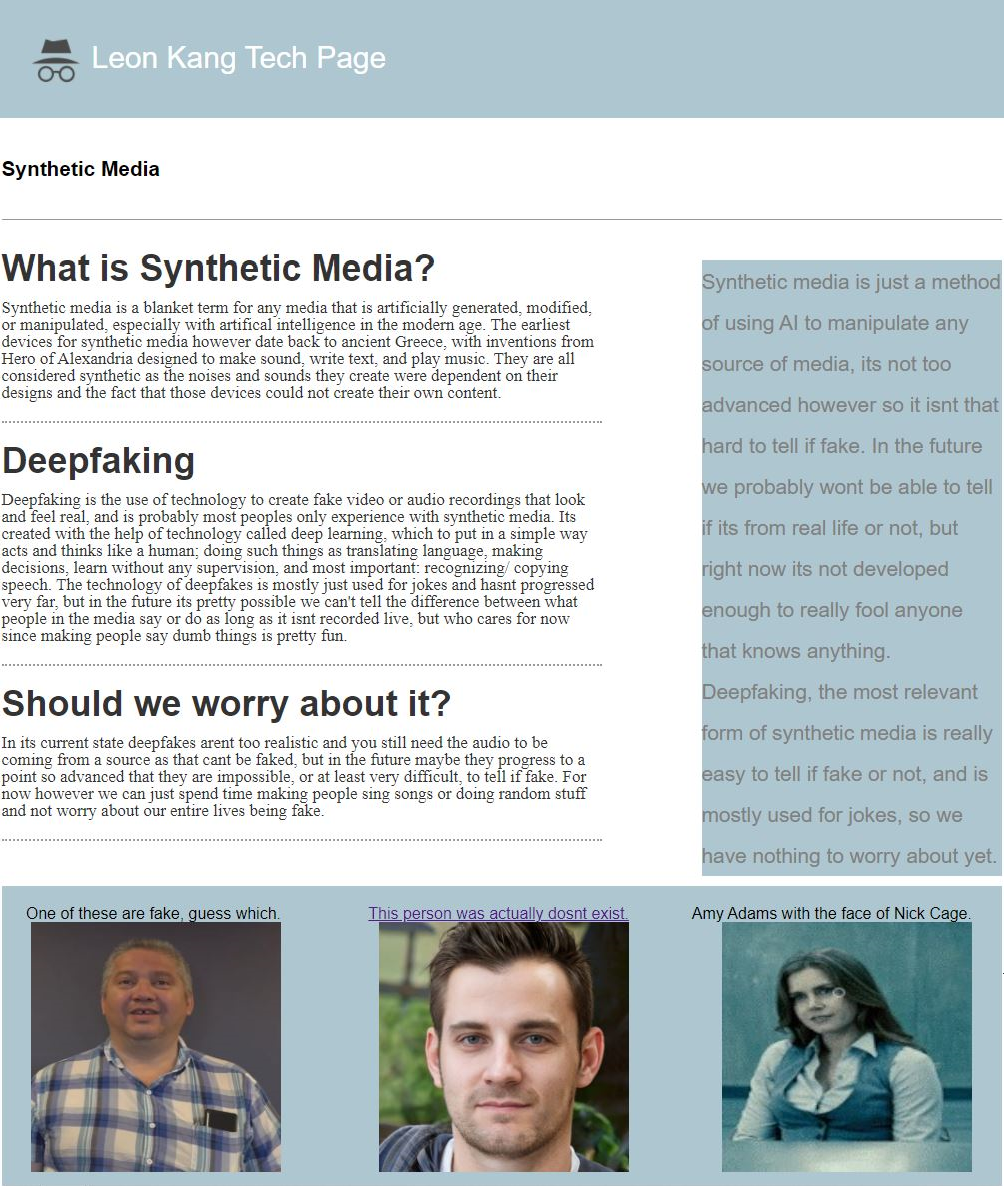 Leon Kang Tech Page
Synthetic Media
What is Synthetic Media?
Synthetic media is a blanket term for any media that is artificially generated, modified,
or manipulated, especially with artifical intelligence in the modern age. The earliest
devices for synthetic media however date back to ancient Greece, with inventions from
Hero of Alexandria designed to make sound, write text, and play music. They are all
considered synthetic as the noises and sounds they create were dependent on their
designs and the fact that those devices could not create their own content.
Deepfaking
Deepfaking is the use of technology to create fake video or audio recordings that look
and feel real, and is probably most peoples only experience with synthetic media. Its
created with the help of technology called deep learning, which to put in a simple way
acts and thinks like a human; doing such things as translating language, making
decisions, learn without any supervision, and most important: recognizing/ copying
speech. The technology of deepfakes is mostly just used for jokes and hasnt progressed
very far, but in the future its pretty possible we can't tell the difference between what
people in the media say or do as long as it isnt recorded live, but who cares for now
since making people say dumb things is pretty fun.
Should we worry about it?
In its current state deepfakes arent too realistic and you still need the audio to be
coming from a source as that cant be faked, but in the future maybe they progress to a
point so advanced that they are impossible, or at least very difficult, to tell if fake. For
now however we can just spend time making people sing songs or doing random stuff
and not worry about our entire lives being fake.
Synthetic media is just a method
of using AI to manipulate any
source of media, its not too
advanced however so it isnt that
hard to tell if fake. In the future
we probably wont be able to tell
if its from real life or not, but
right now its not developed
enough to really fool anyone
that knows anything.
Deepfaking, the most relevant
form of synthetic media is really
easy to tell if fake or not, and is
mostly used for jokes, so we
have nothing to worry about yet.
One of these are fake, guess which.
This person was actually dosnt exist.
Amy Adams with the face of Nick Cage.